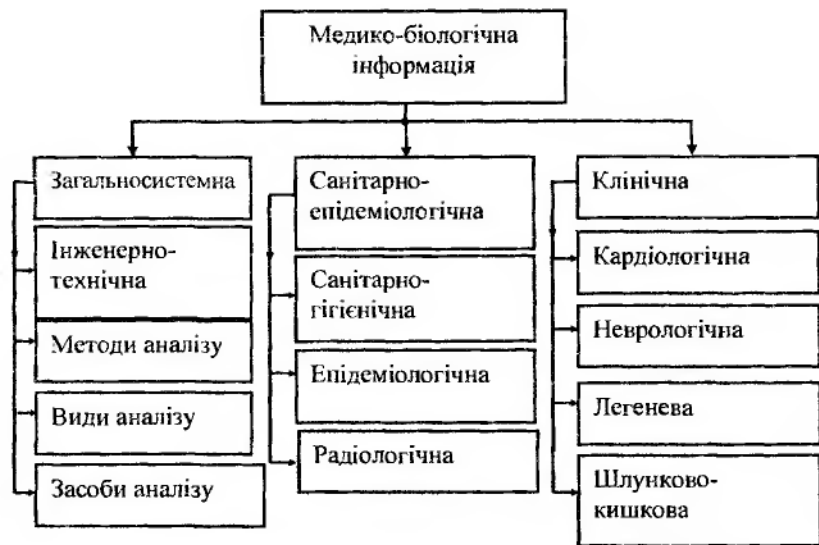 Медико-біологічна
інформація
Загальносистемна
Інженерно-
технічна
Методи аналізу
Види аналізу
Засоби аналізу
Санітарно-
епідеміологічна
Санітарно-
гігієнічна
Епідеміологічна
Радіологічна
Клінічна
Кардіологічна
Неврологічна
Легенева
Шлунково-
кишкова